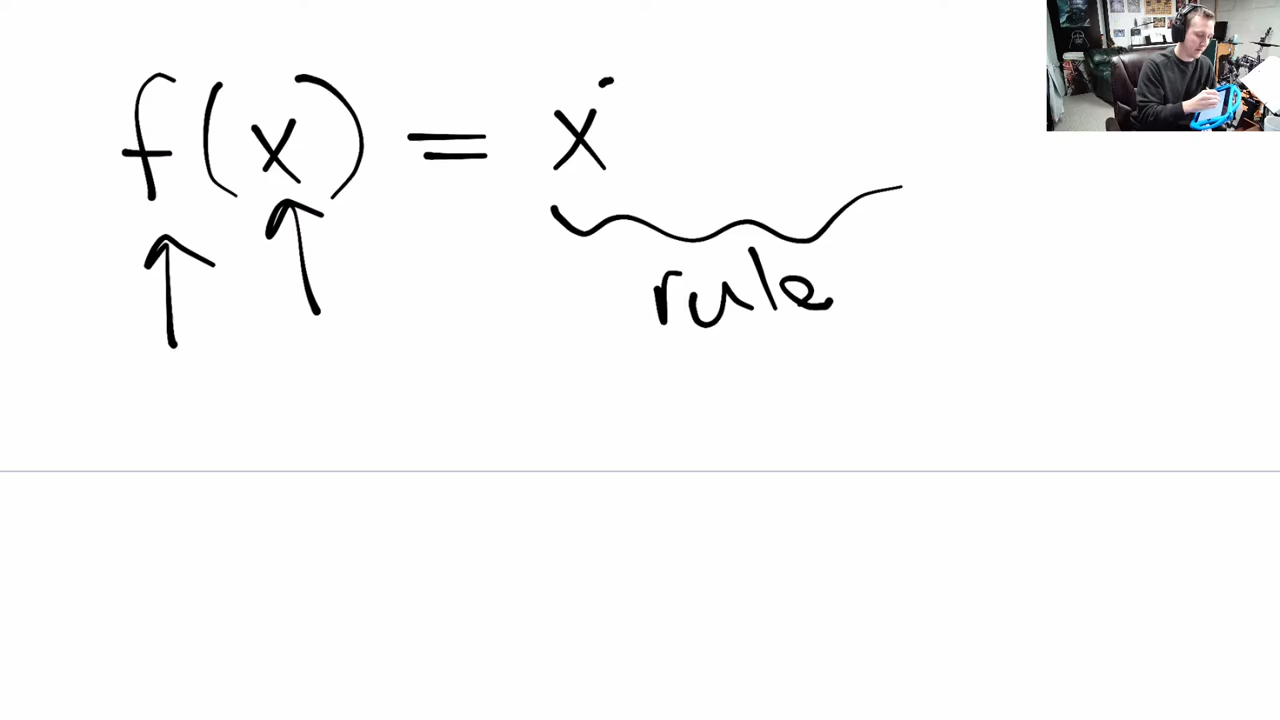 f(x) = x
rule